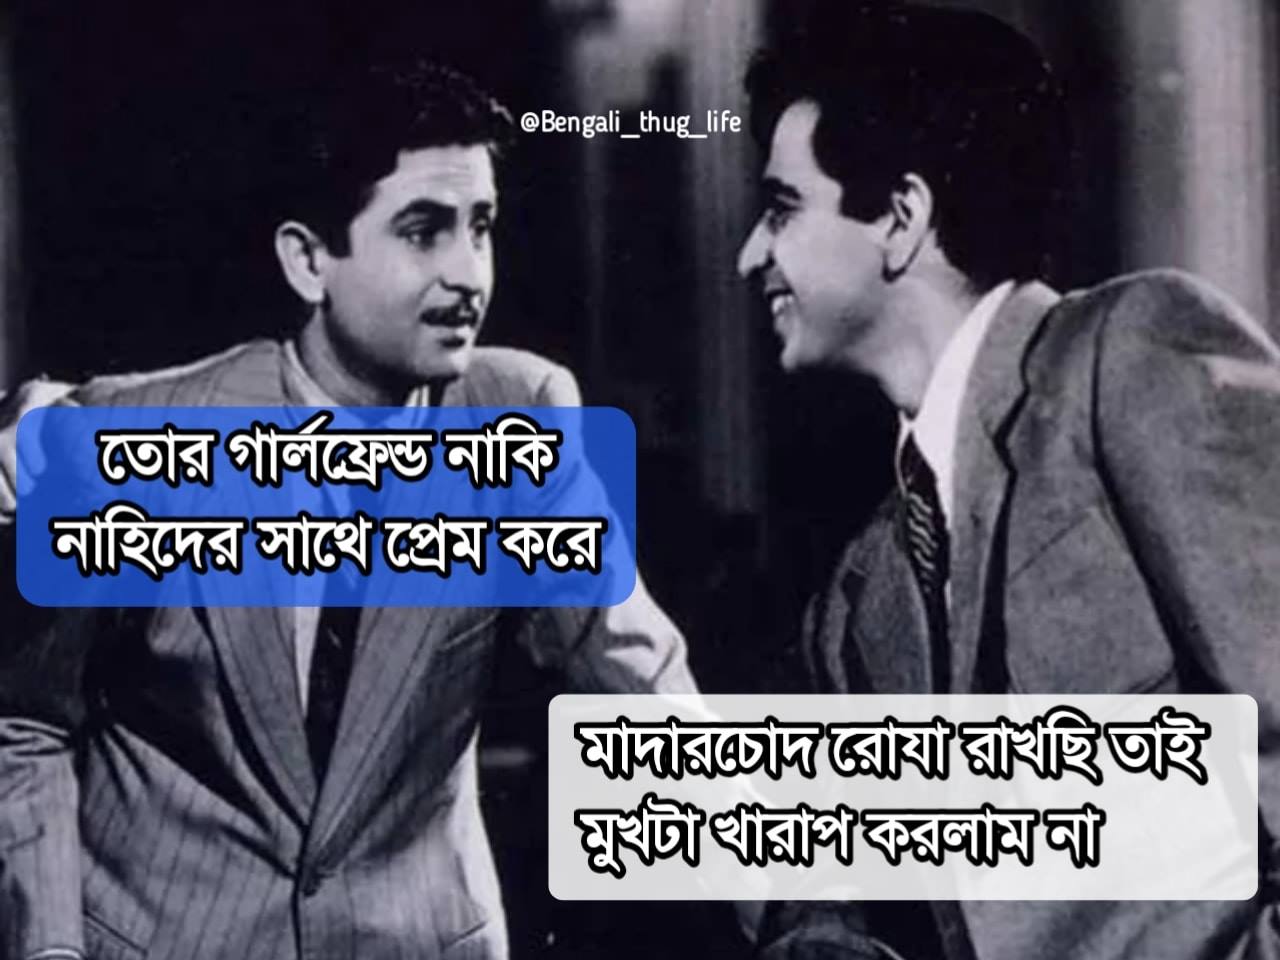 @Bengali_thug_life
তোর গার্লফ্রেন্ড নাকি
নাহিদের সাথে প্রেম করে
মাদারচোদ রোযা রাখছি তাই
মুখটা খারাপ করলাম না